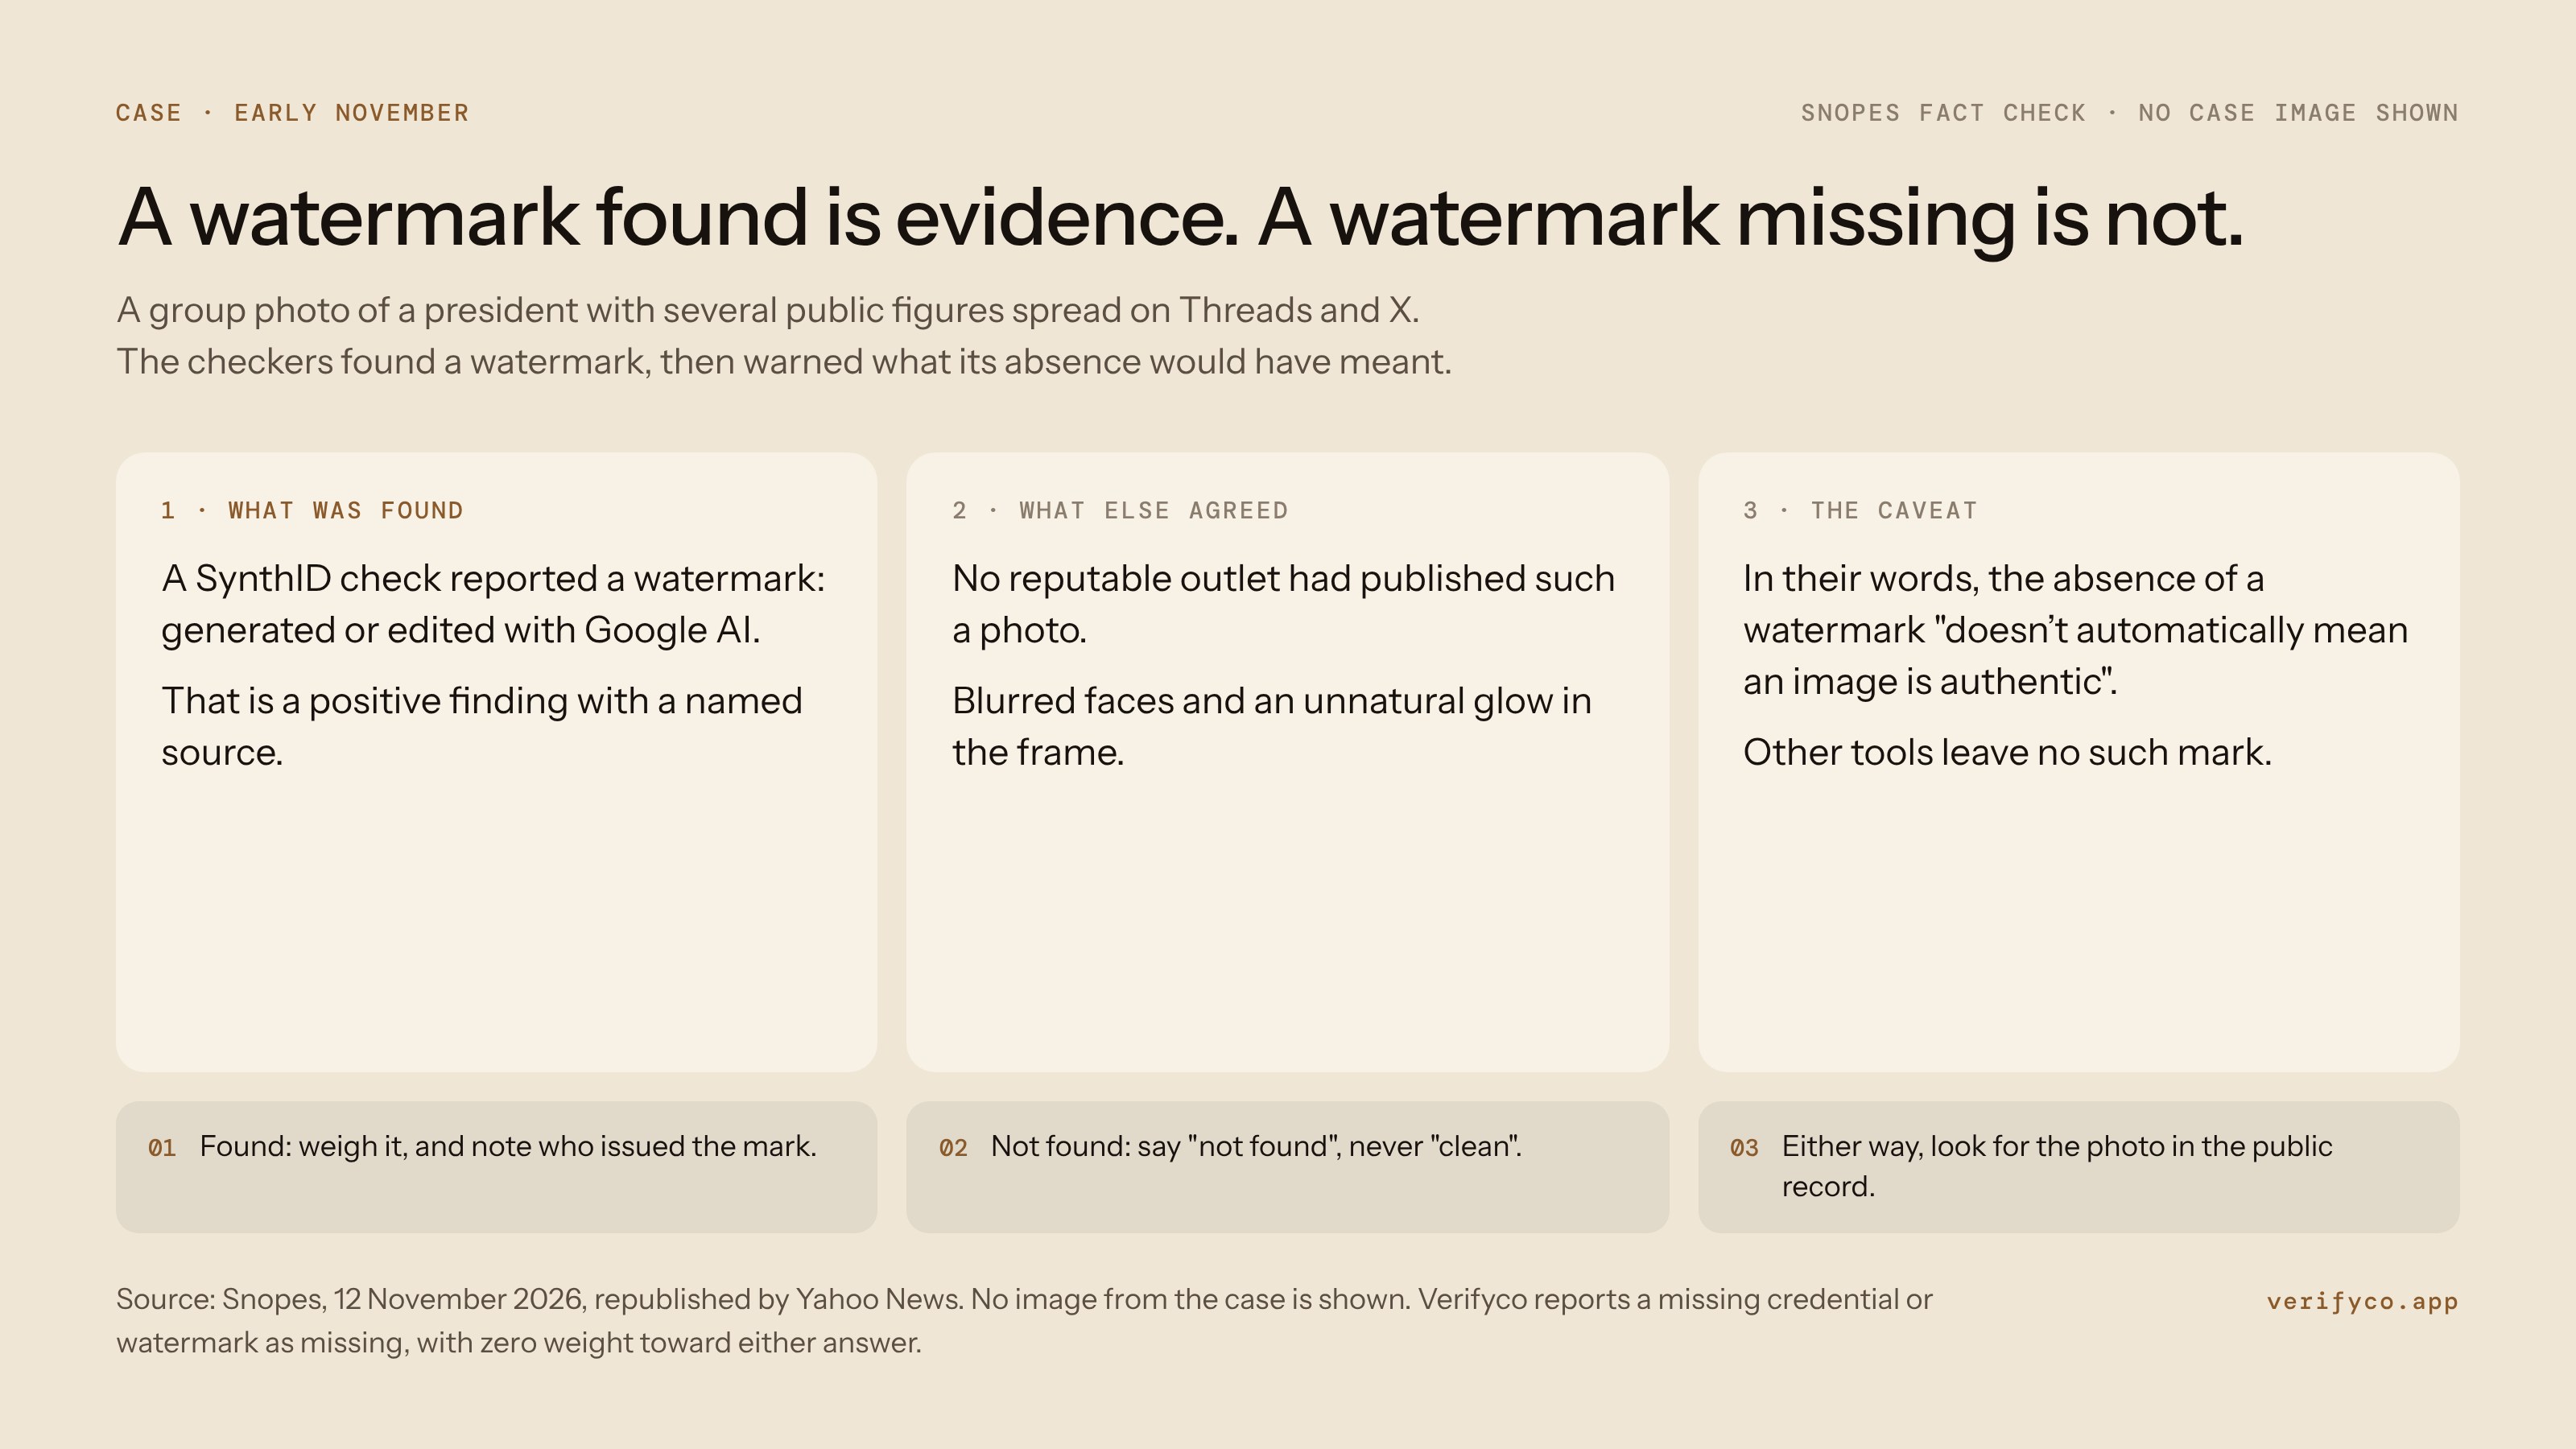 CASE · EARLY NOVEMBER
SNOPES FACT CHECK · NO CASE IMAGE SHOWN
A watermark found is evidence. A watermark missing is not.
A group photo of a president with several public figures spread on Threads and X.
The checkers found a watermark, then warned what its absence would have meant.
1 · WHAT WAS FOUND
A SynthID check reported a watermark:
generated or edited with Google AI.
That is a positive finding with a named
source.
2 · WHAT ELSE AGREED
No reputable outlet had published such
a photo.
Blurred faces and an unnatural glow in
the frame.
3 · THE CAVEAT
In their words, the absence of a
watermark "doesn’t automatically mean
an image is authentic".
Other tools leave no such mark.
01 Found: weigh it, and note who issued the mark.
02 Not found: say "not found", never "clean".
03 Either way, look for the photo in the public
record.
Source: Snopes, 12 November 2026, republished by Yahoo News. No image from the case is shown. Verifyco reports a missing credential or
watermark as missing, with zero weight toward either answer.
verifyco.app